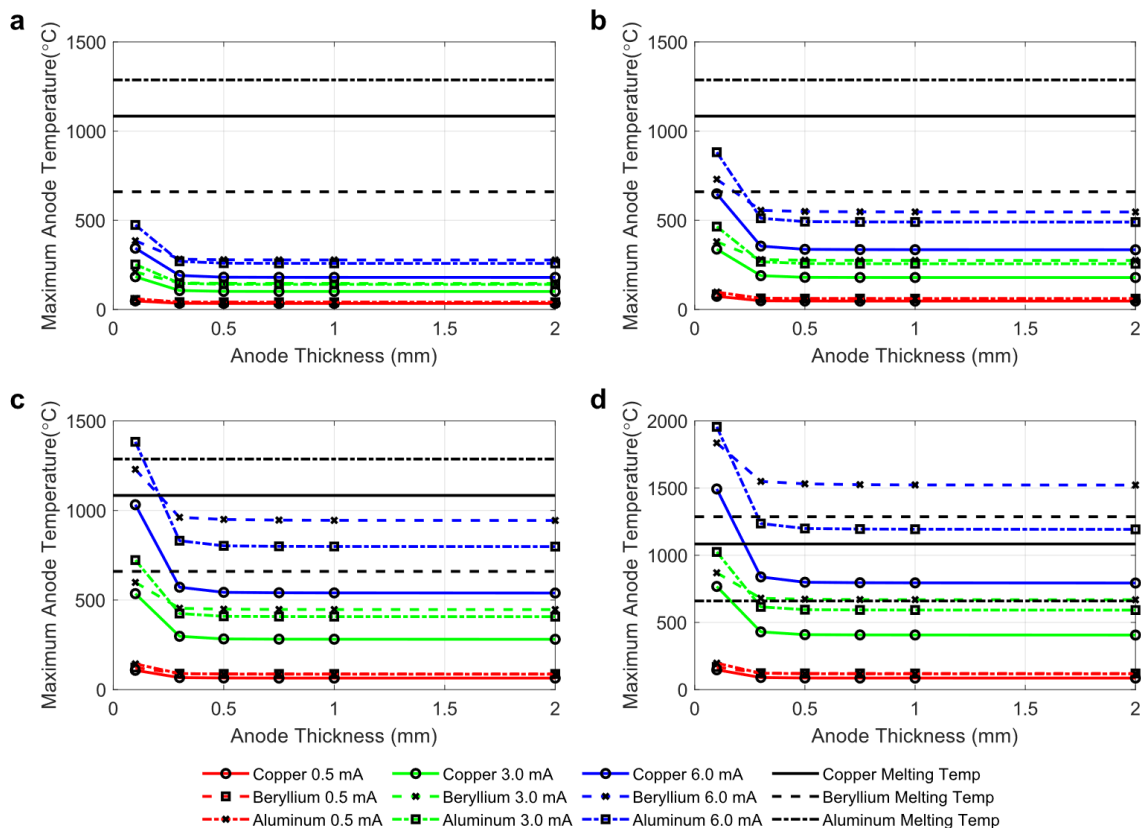 a
b
1500
1000
500
0
Maximum Anode Temperature(°C)
0
0.5
1
1.5
2
Anode Thickness (mm)
1500
1000
500
0
Maximum Anode Temperature(°C)
0
0.5
1
1.5
2
Anode Thickness (mm)
c
d
1500
1000
500
0
Maximum Anode Temperature(°C)
0
0.5
1
1.5
2
Anode Thickness (mm)
2000
1500
1000
500
0
Maximum Anode Temperature(°C)
0
0.5
1
1.5
2
Anode Thickness (mm)
Copper 0.5 mA Copper 3.0 mA Copper 6.0 mA Copper Melting Temp
Beryllium 0.5 mA Beryllium 3.0 mA Beryllium 6.0 mA Beryllium Melting Temp
Aluminum 0.5 mA Aluminum 3.0 mA Aluminum 6.0 mA Aluminum Melting Temp